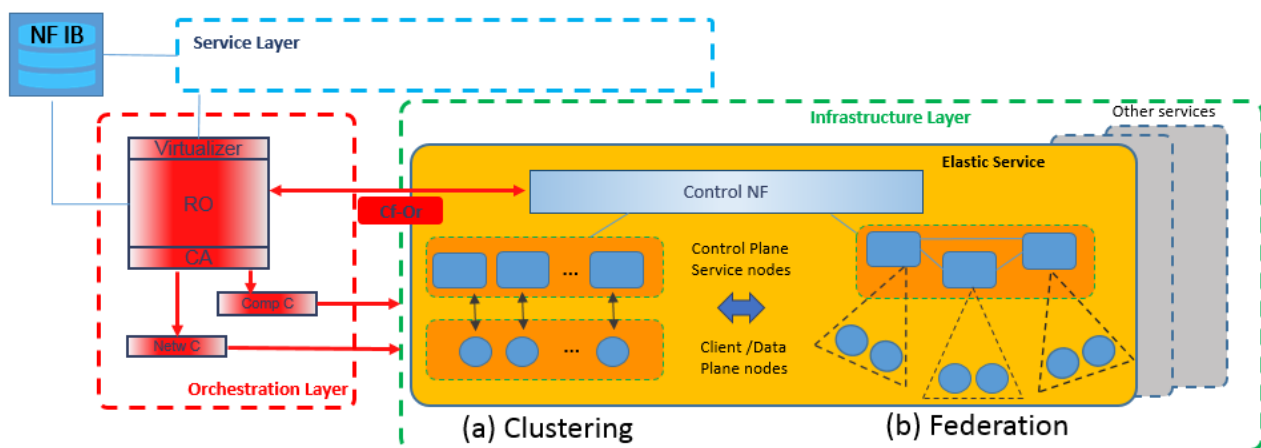 NF IB
Service Layer
Other services
Infrastructure Layer
Virtualizer
Elastic Service
RO
Control NF
Cf-Or
CA
Control Plane
Service nodes
...
...
Comp C
Netw C
Client /Data
Plane nodes
Orchestration Layer
(a) Clustering
(b) Federation